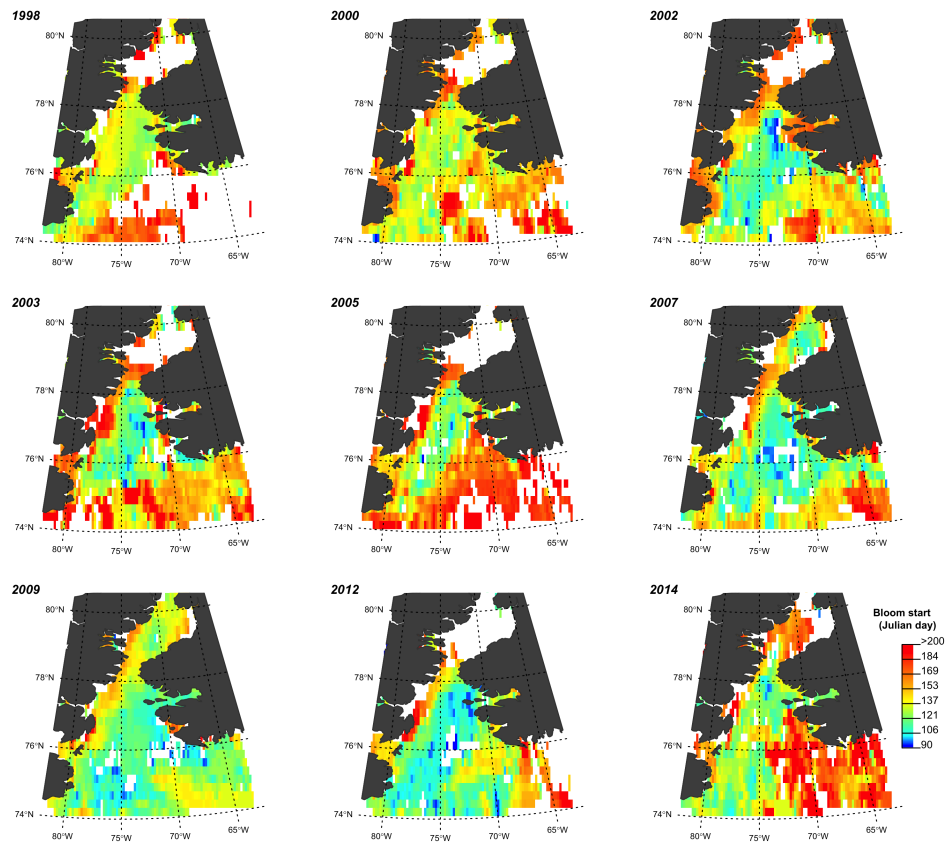 1998
2000
2002
80°N
78°N
76°N
74°N
80°W
75°W
70°W
65°W
80°N
78°N
76°N
74°N
80°W
75°W
70°W
65°W
80°N
78°N
76°N
74°N
80°W
75°W
70°W
65°W
2003
2005
2007
80°N
78°N
76°N
74°N
80°W
75°W
70°W
65°W
80°N
78°N
76°N
74°N
80°W
75°W
70°W
65°W
80°N
78°N
76°N
74°N
80°W
75°W
70°W
65°W
2009
2012
2014
80°N
78°N
76°N
74°N
80°W
75°W
70°W
65°W
80°N
78°N
76°N
74°N
80°W
75°W
70°W
65°W
80°N
78°N
76°N
74°N
80°W
75°W
70°W
65°W
Bloom start
(Julian day)
>200
184
169
153
137
121
106
90